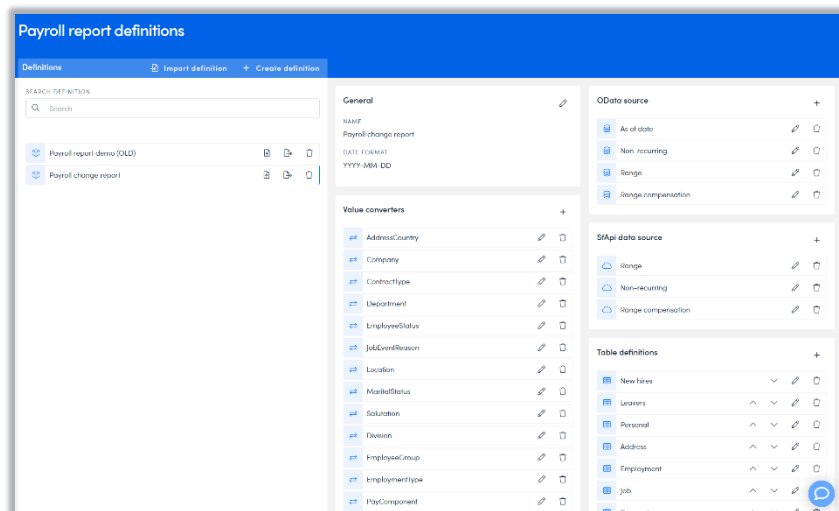 Payroll report definitions
Definitions
Import definition
Create definition
SEARCH DEFINITION
Search
Payroll report demo (OLD)
Payroll change report
General
NAME
Payroll change report
DATE FORMAT
YYYY-MM-DD
Value converters
AddressCountry
Company
ContractType
Department
EmployeeStatus
JobEventReason
Location
MaritalStatus
Salutation
Division
EmployeeGroup
EmploymentType
PayComponent
OData source
As of date
Non-recurring
Range
Range compensation
SfApi data source
Range
Non-recurring
Range compensation
Table definitions
New hires
Leavers
Personal
Address
Employment
Job